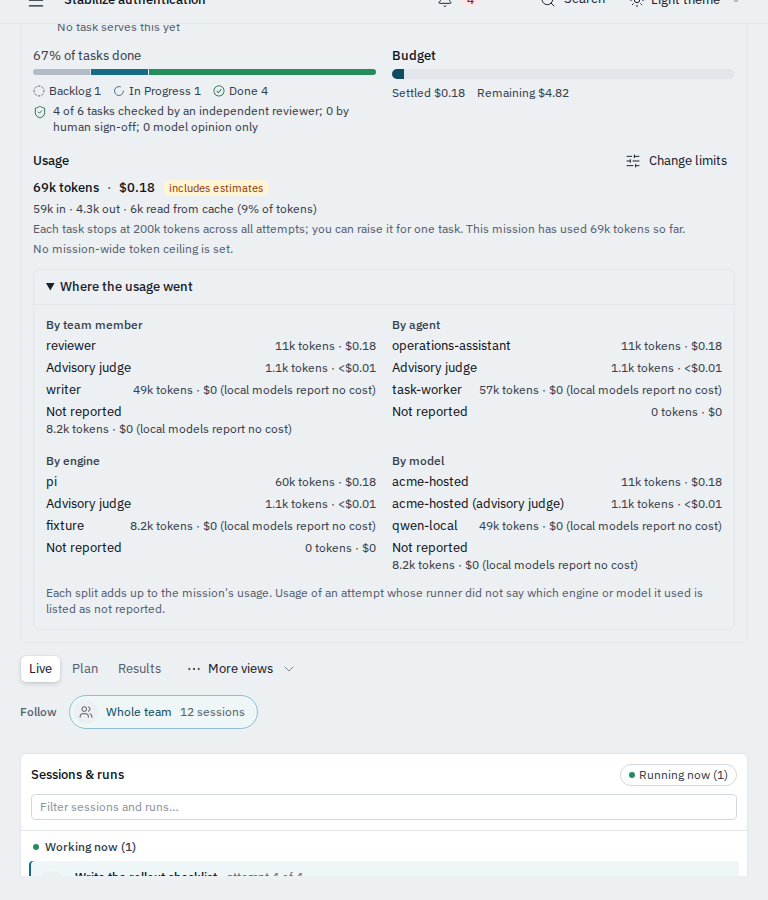 Stabilize authentication
4
Search
Light theme
No task serves this yet
67% of tasks done
Backlog 1
In Progress 1
Done 4
4 of 6 tasks checked by an independent reviewer; 0 by
human sign-off; 0 model opinion only
Budget
Settled $0.18
Remaining $4.82
Usage
Change limits
69k tokens · $0.18
includes estimates
59k in · 4.3k out · 6k read from cache (9% of tokens)
Each task stops at 200k tokens across all attempts; you can raise it for one task. This mission has used 69k tokens so far.
No mission-wide token ceiling is set.
Where the usage went
By team member
reviewer 11k tokens · $0.18
Advisory judge 1.1k tokens · <$0.01
writer 49k tokens · $0 (local models report no cost)
Not reported
8.2k tokens · $0 (local models report no cost)
By agent
operations-assistant 11k tokens · $0.18
Advisory judge 1.1k tokens · <$0.01
task-worker 57k tokens · $0 (local models report no cost)
Not reported 0 tokens · $0
By engine
pi 60k tokens · $0.18
Advisory judge 1.1k tokens · <$0.01
fixture 8.2k tokens · $0 (local models report no cost)
Not reported 0 tokens · $0
By model
acme-hosted 11k tokens · $0.18
acme-hosted (advisory judge) 1.1k tokens · <$0.01
qwen-local 49k tokens · $0 (local models report no cost)
Not reported
8.2k tokens · $0 (local models report no cost)
Each split adds up to the mission's usage. Usage of an attempt whose runner did not say which engine or model it used is
listed as not reported.
Live
Plan
Results
More views
Follow
Whole team 12 sessions
Sessions & runs
Running now (1)
Filter sessions and runs...
Working now (1)
Write the rollout checklist attempt 4 of 4